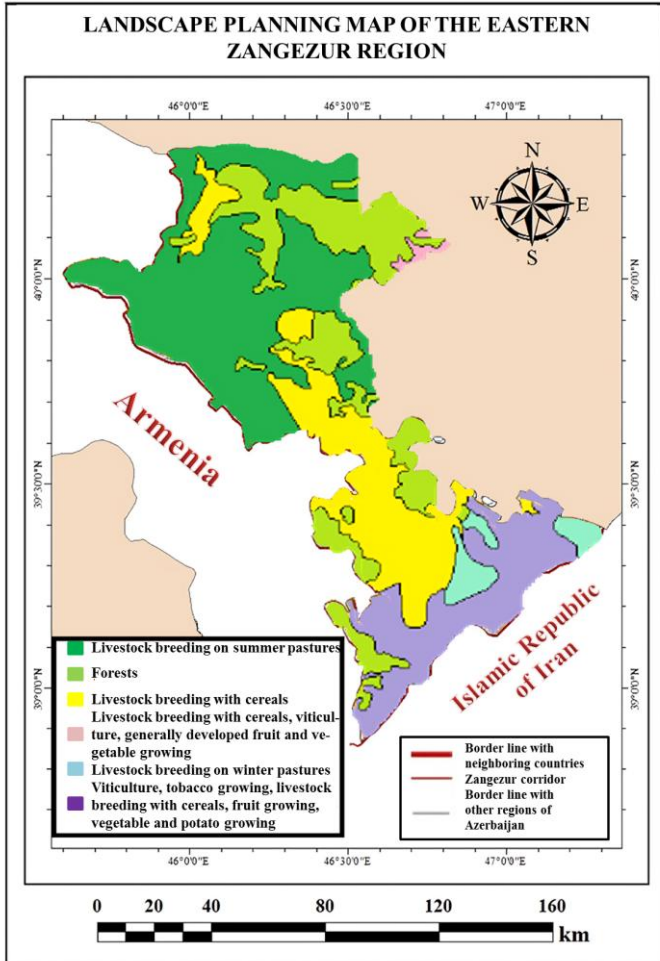 LANDSCAPE PLANNING MAP OF THE EASTERN
ZANGEZUR REGION
46°0'0"E 46°30'0"E 47°0'0"E
N
W E
S
40°0'0"N 40°0'0"N
Armenia
39°30'0"N 39°30'0"N
Islamic Republic
of Iran
39°0'0"N 39°0'0"N
Livestock breeding on summer pastures
Forests
Livestock breeding with cereals
Livestock breeding with cereals, viticul-
ture, generally developed fruit and ve-
getable growing
Livestock breeding on winter pastures
Viticulture, tobacco growing, livestock
breeding with cereals, fruit growing,
vegetable and potato growing
Border line with
neighboring countries
Zangezur corridor
Border line with
other regions of
Azerbaijan
46°0'0"E 46°30'0"E 47°0'0"E
0 20 40 80 120 160
km